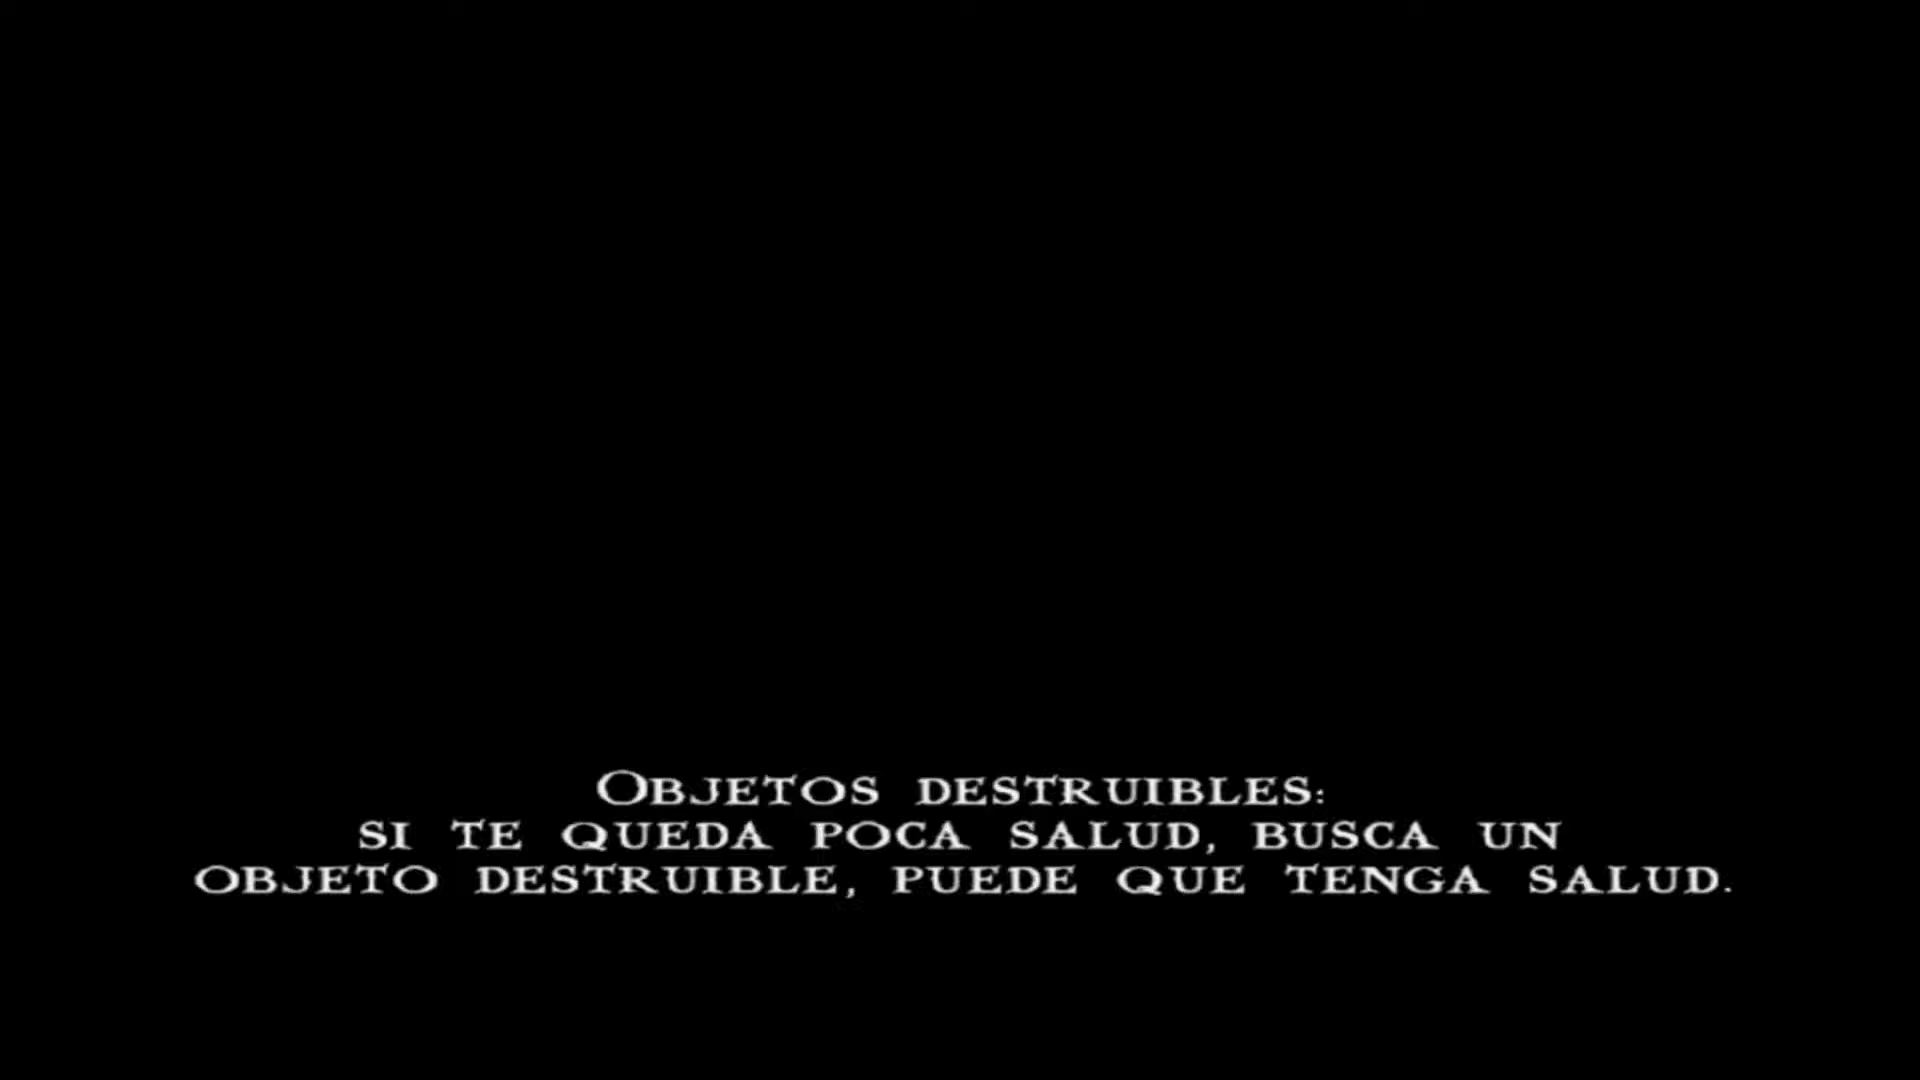 Objetos destruibles:
si te queda poca salud, busca un
objeto destruible, puede que tenga salud.